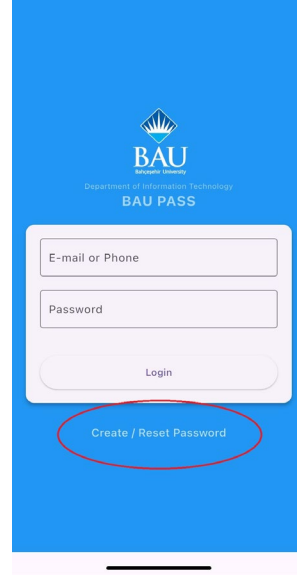 BAU
Bahçeşehir University
Department of Information Technology
BAU PASS
E-mail or Phone
Password
Login
Create / Reset Password